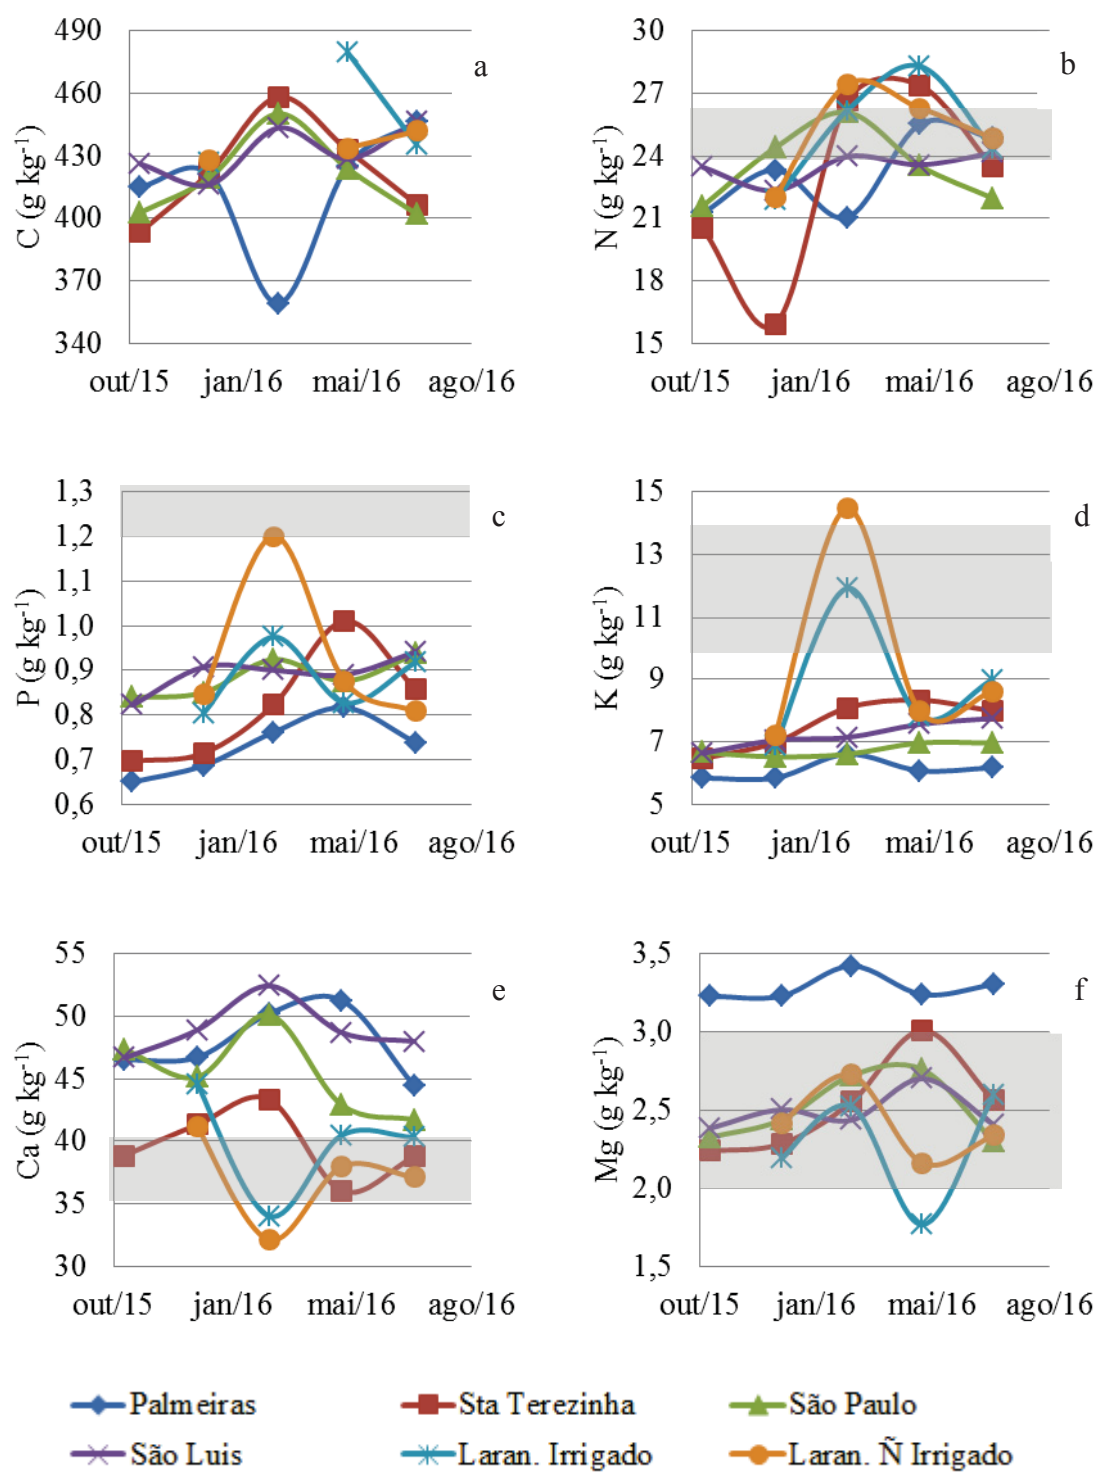 490
460
430
400
370
340
C (g kg-1)
a
out/15 jan/16 mai/16 ago/16
30
27
24
21
18
15
N (g kg-1)
b
out/15 jan/16 mai/16 ago/16
1,3
1,2
1,1
1,0
0,9
0,8
0,7
0,6
P (g kg-1)
c
out/15 jan/16 mai/16 ago/16
15
13
11
9
7
5
K (g kg-1)
d
out/15 jan/16 mai/16 ago/16
55
50
45
40
35
30
Ca (g kg-1)
e
out/15 jan/16 mai/16 ago/16
3,5
3,0
2,5
2,0
1,5
Mg (g kg-1)
f
out/15 jan/16 mai/16 ago/16
Palmeiras Sta Terezinha São Paulo
São Luis Laran. Irrigado Laran. Ñ Irrigado